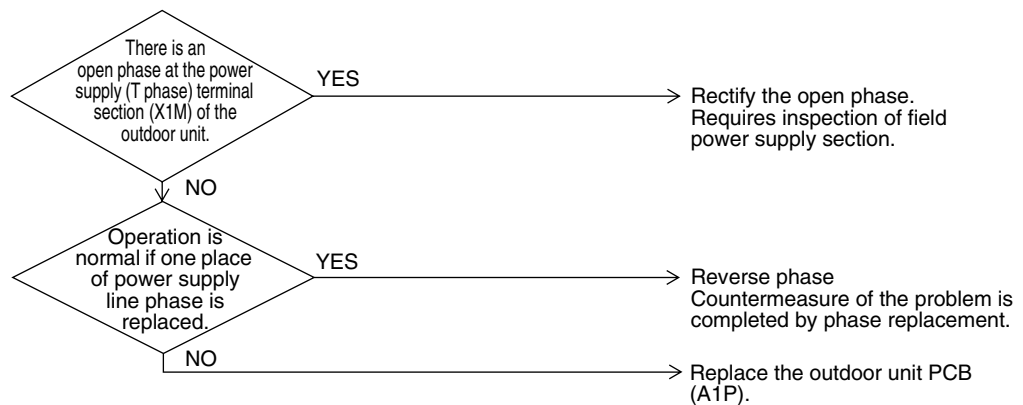 There is an
open phase at the power
supply (T phase) terminal
section (X1M) of the
outdoor unit.
YES
Rectify the open phase.
Requires inspection of field
power supply section.
NO
Operation is
normal if one place
of power supply
line phase is
replaced.
YES
Reverse phase
Countermeasure of the problem is
completed by phase replacement.
NO
Replace the outdoor unit PCB
(A1P).